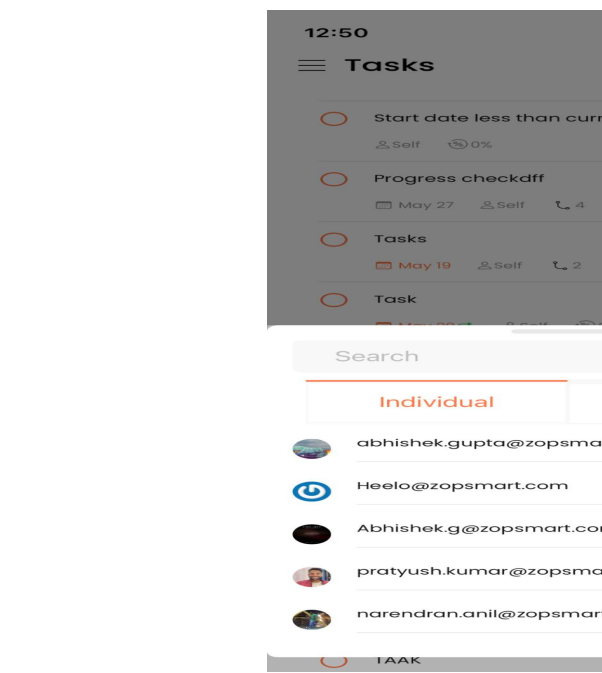 12:50
Tasks
Start date less than curr
Self 0%
Progress checkdff
May 27 Self 4
Tasks
May 19 Self 2
Task
Search
Individual
abhishek.gupta@zopsma
Heelo@zopsmart.com
Abhishek.g@zopsmart.co
pratyush.kumar@zopsma
narendran.anil@zopsmar
TAAK